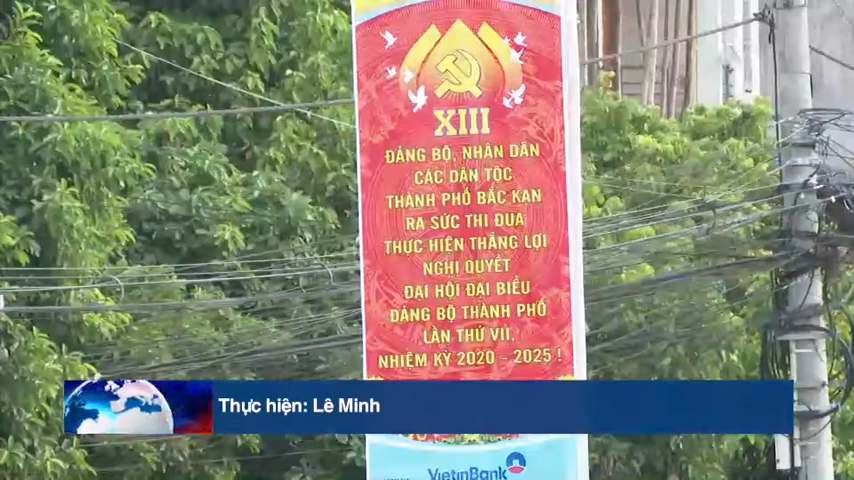 XIII
ĐẢNG BỘ, NHÂN DÂN
CÁC DÂN TỘC
THÀNH PHỐ BẮC KẠN
RA SỨC THI ĐUA
THỰC HIỆN THẮNG LỢI
NGHỊ QUYẾT
ĐẠI HỘI ĐẠI BIỂU
ĐẢNG BỘ THÀNH PHỐ
LẦN THỨ VII,
NHIỆM KỲ 2020 - 2025 !
Thực hiện: Lê Minh
VietinBank